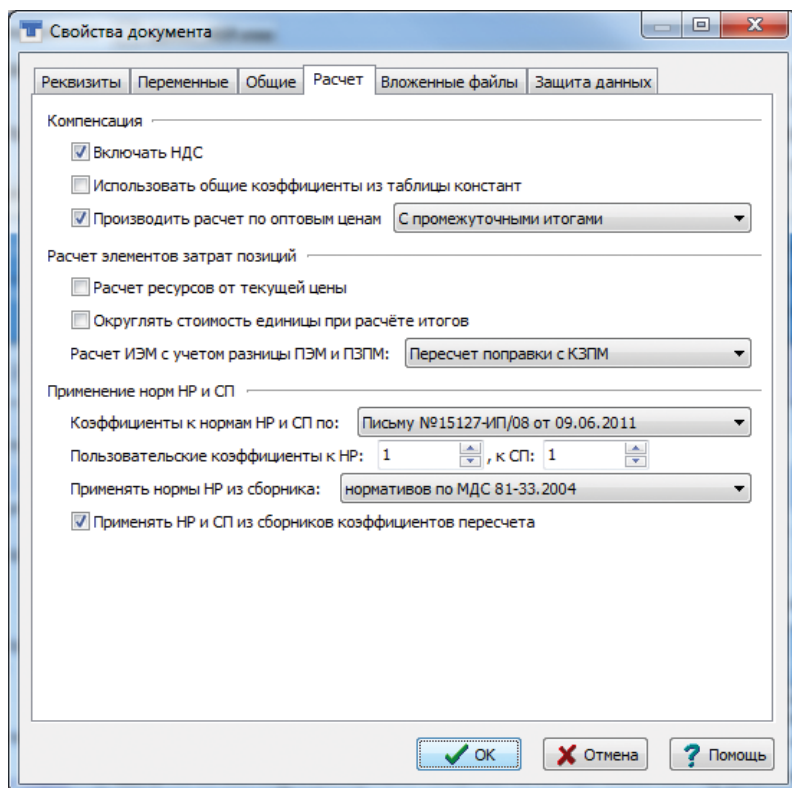 Свойства документа
Реквизиты Переменные Общие Расчет Вложенные файлы Защита данных
Компенсация
Включать НДС
Использовать общие коэффициенты из таблицы констант
Производить расчет по оптовым ценам С промежуточными итогами
Расчет элементов затрат позиций
Расчет ресурсов от текущей цены
Округлять стоимость единицы при расчёте итогов
Расчет ИЭМ с учетом разницы ПЭМ и ПЗПМ: Пересчет поправки с КЗПМ
Применение норм НР и СП
Коэффициенты к нормам НР и СП по: Письму №15127-ИП/08 от 09.06.2011
Пользовательские коэффициенты к НР: 1 , к СП: 1
Применять нормы НР из сборника: нормативов по МДС 81-33.2004
Применять НР и СП из сборников коэффициентов пересчета
ОК Отмена ? Помощь